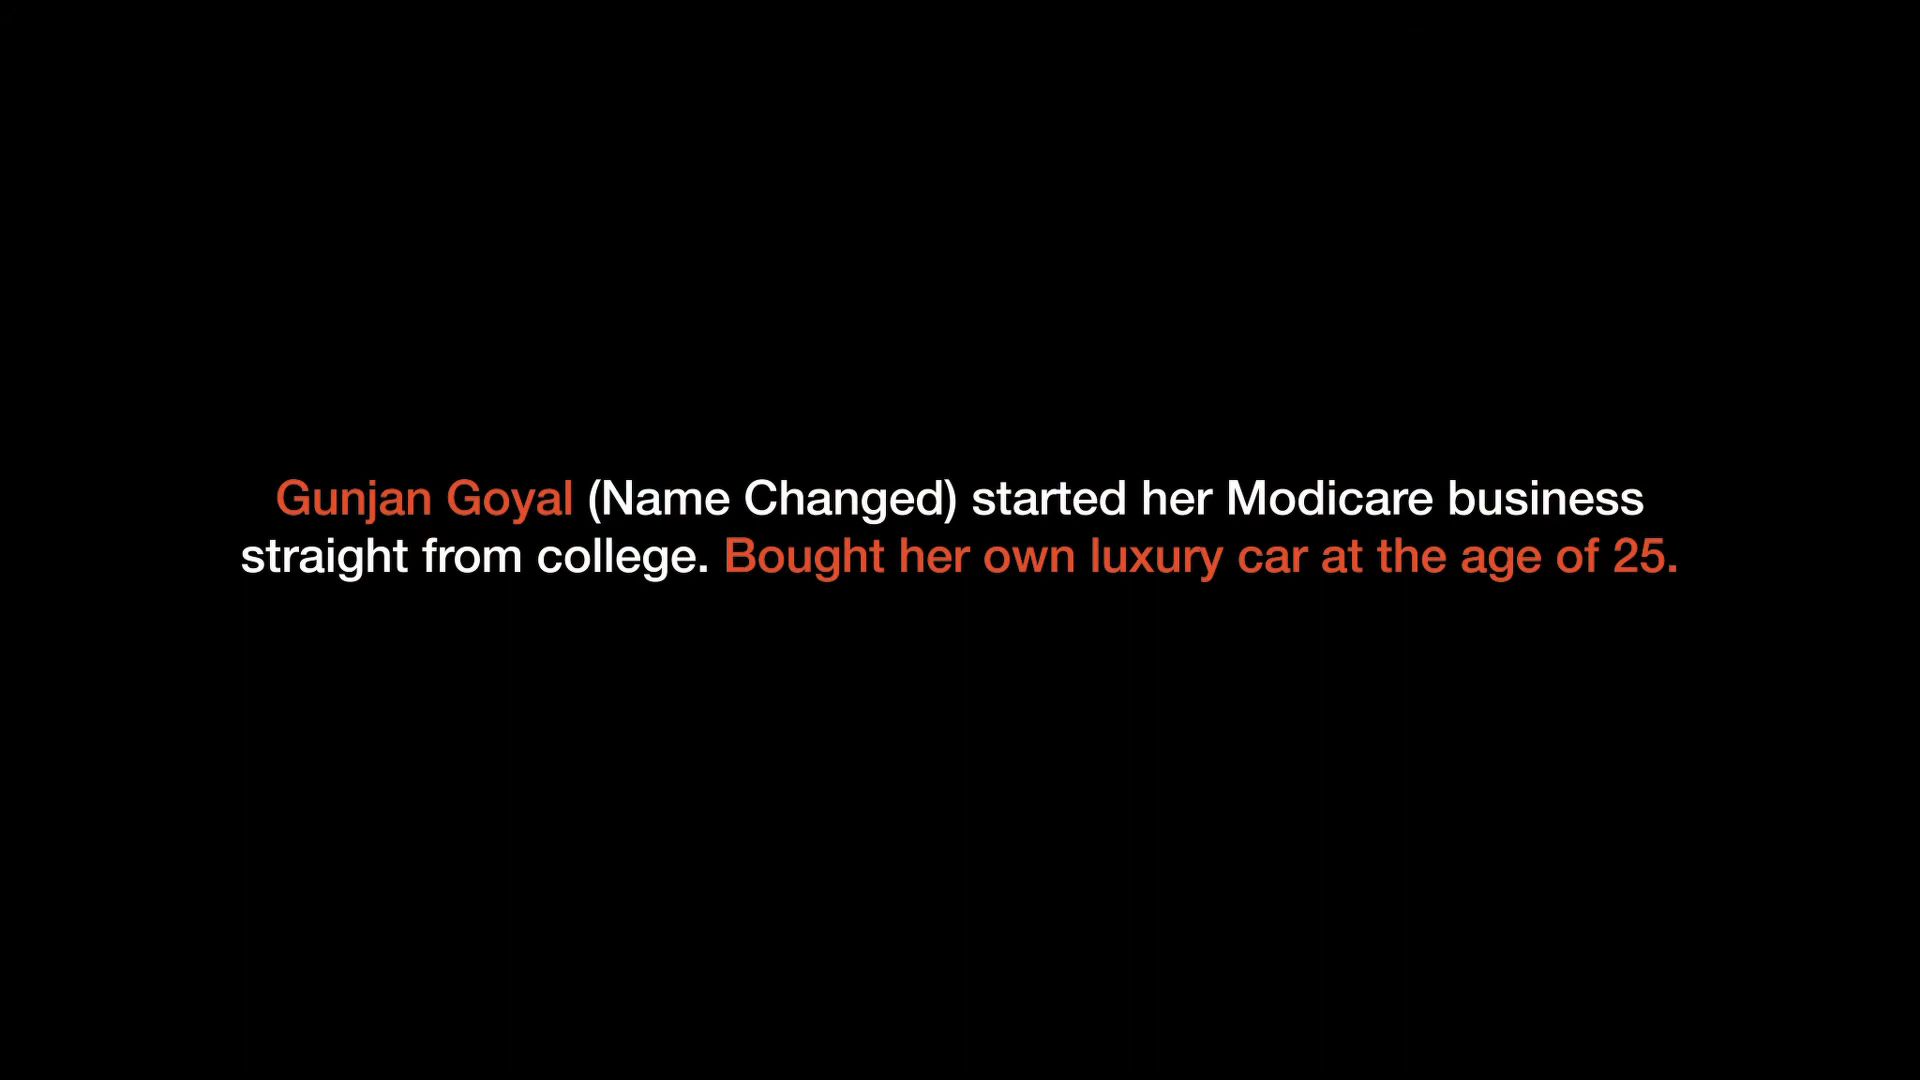 Gunjan Goyal (Name Changed) started her Modicare business
straight from college. Bought her own luxury car at the age of 25.